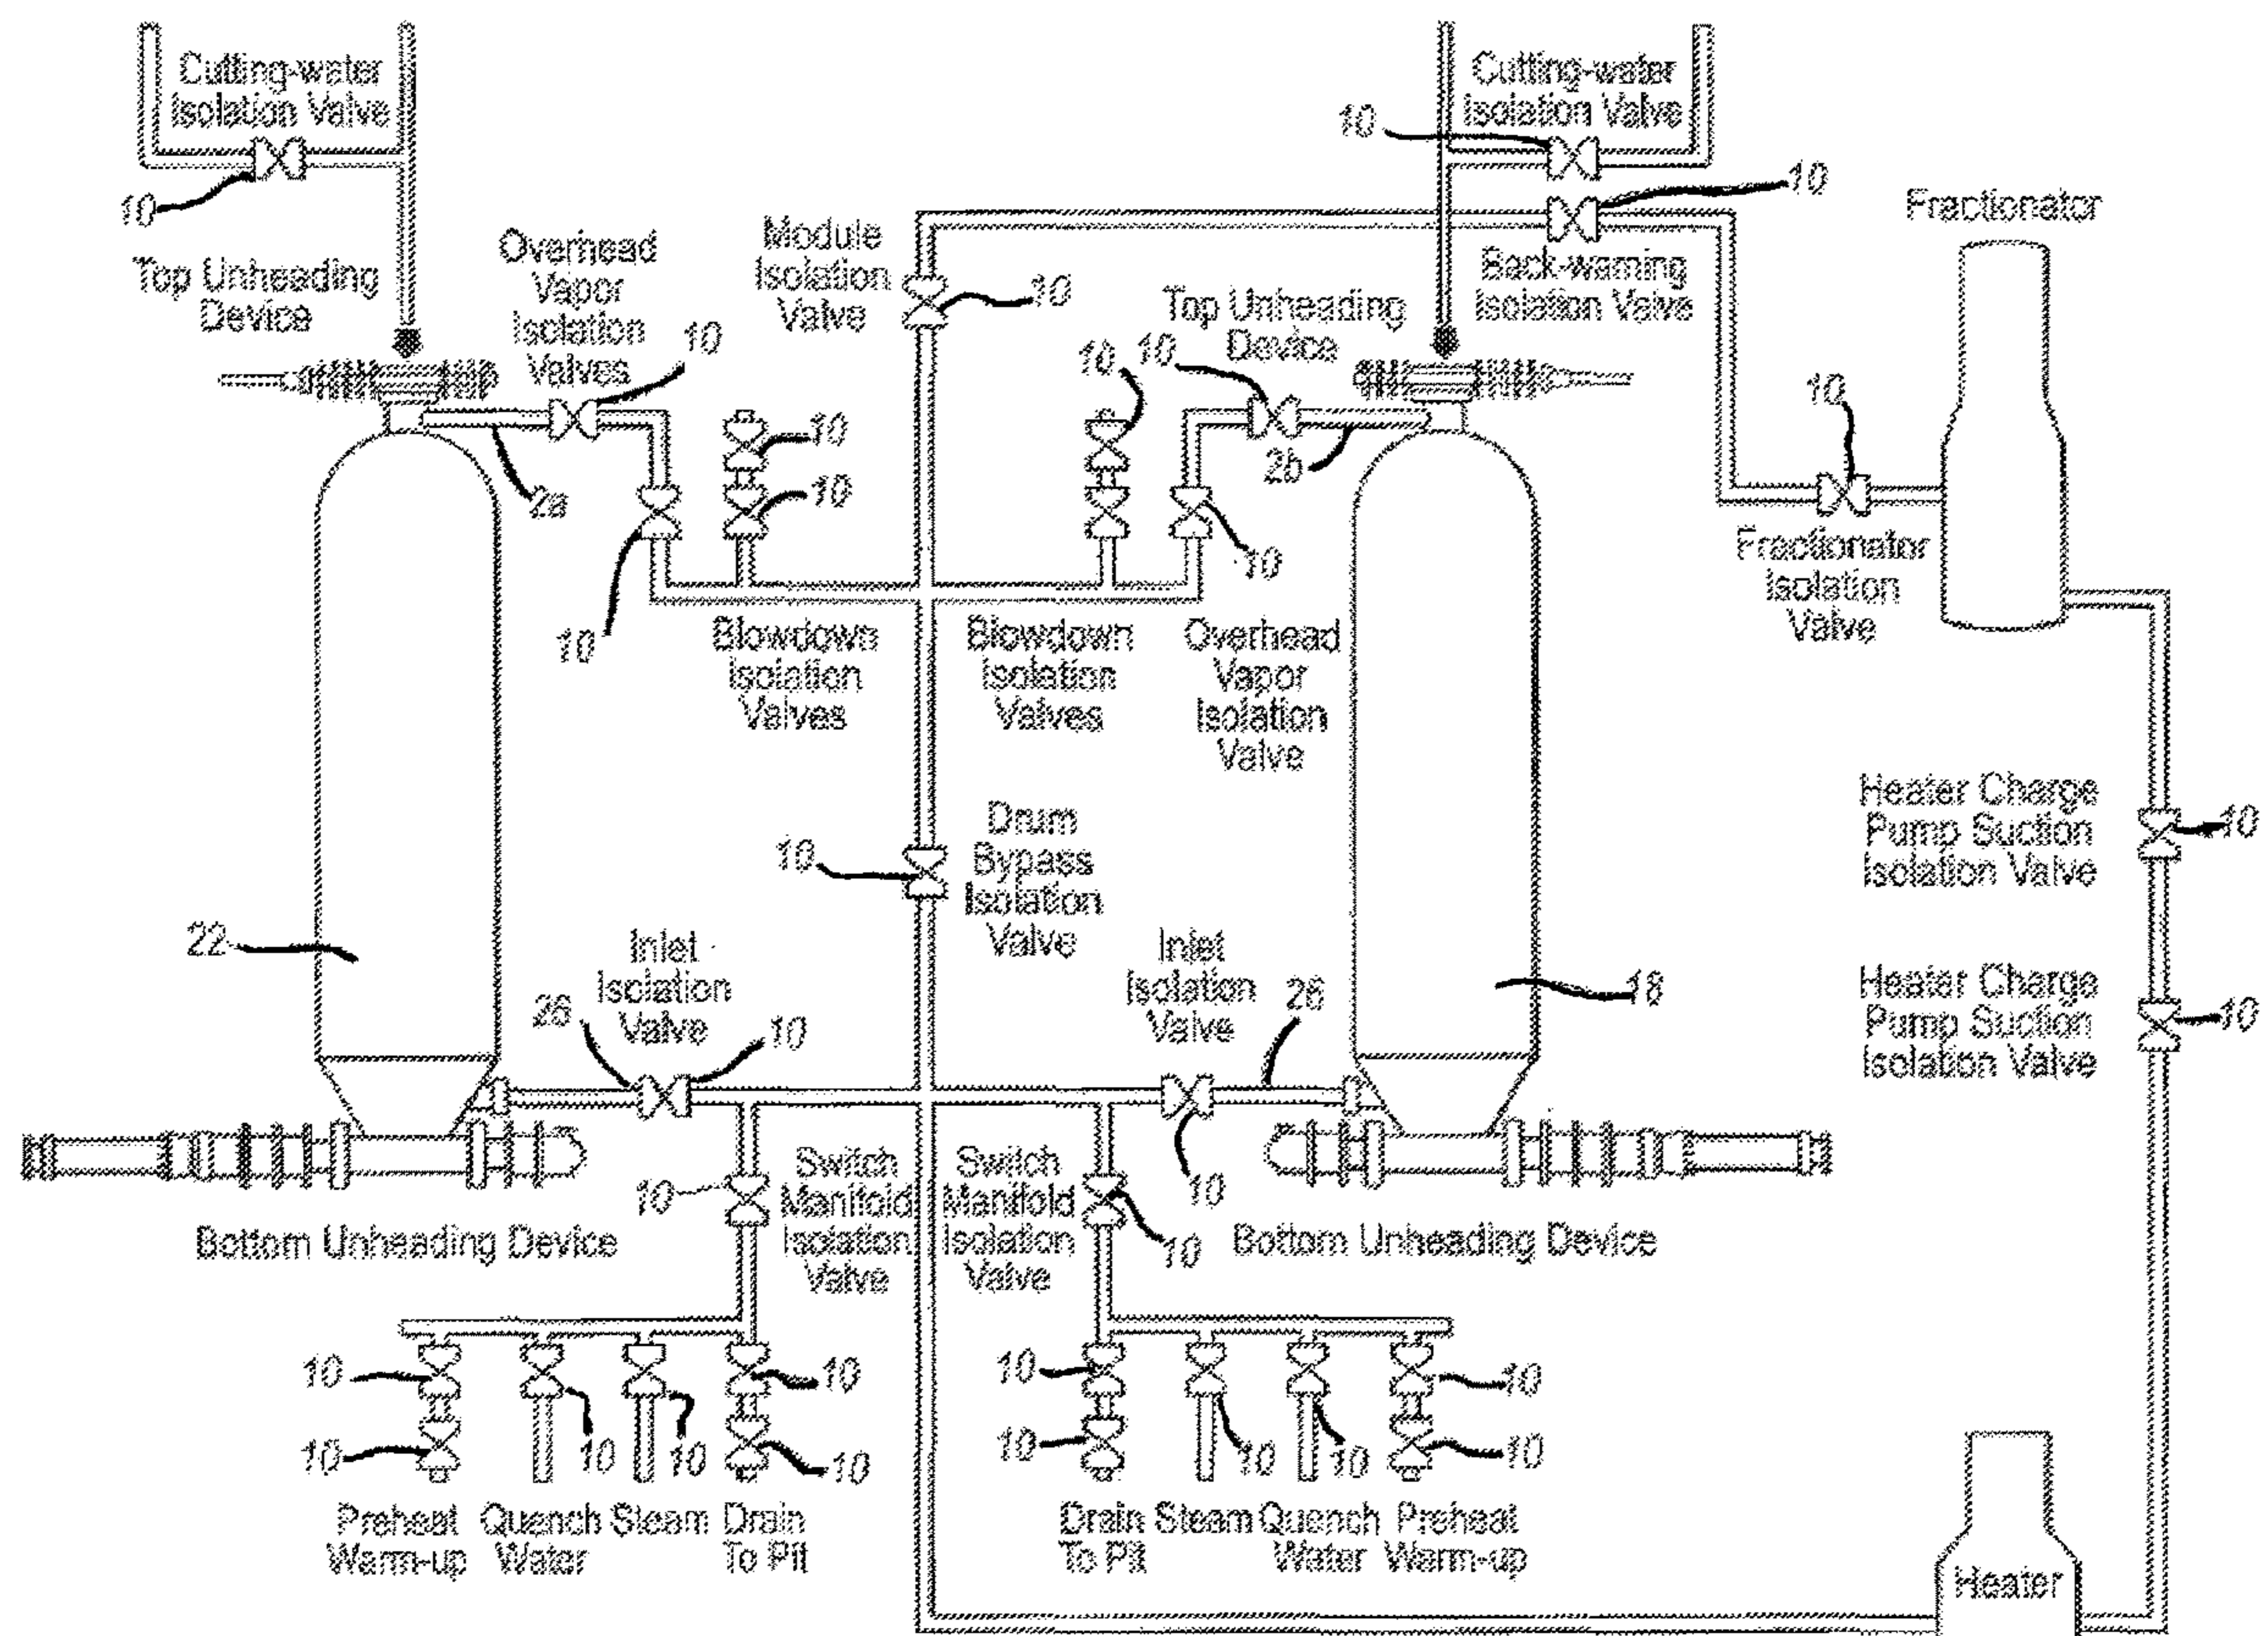 Cutting-water
Isolation Valve
10
Top Unheading
Device
Overhead
Vapor
Isolation
Valves
10
2a
10
10
10
Module
Isolation
Valve
10
Cutting-water
Isolation Valve
10
10
Back-warming
Isolation Valve
Top Unheading
Device
10
10
2b
10
Fractionator
10
Fractionator
Isolation
Valve
Blowdown
Isolation
Valves
Blowdown
Isolation
Valves
Overhead
Vapor
Isolation
Valve
10
Drum
Bypass
Isolation
Valve
Heater Charge
Pump Suction
Isolation Valve
10
Heater Charge
Pump Suction
Isolation Valve
10
22
18
26
Inlet
Isolation
Valve
10
Inlet
Isolation
Valve
26
10
Bottom Unheading Device
10
Switch
Manifold
Isolation
Valve
Switch
Manifold
Isolation
Valve
10
Bottom Unheading Device
10
10
10
10
10
10
Preheat
Warm-up
Quench
Water
Steam
Drain
To Pit
10
10
10
10
10
10
Drain
To Pit
Steam
Quench
Water
Preheat
Warm-up
Heater